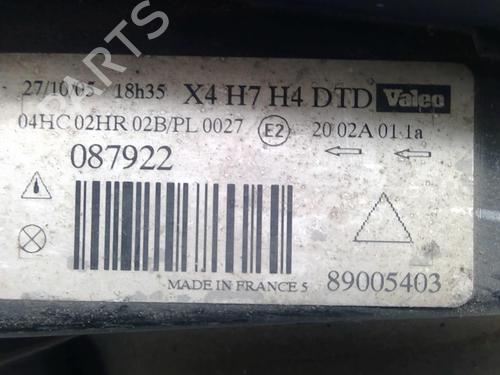 PARTS
27/10/05 18h35 X4 H7 H4 DTD Valeo
04HC 02HR 02B/PL 0027 E2 20 02A 01 1a
087922
MADE IN FRANCE 5
89005403